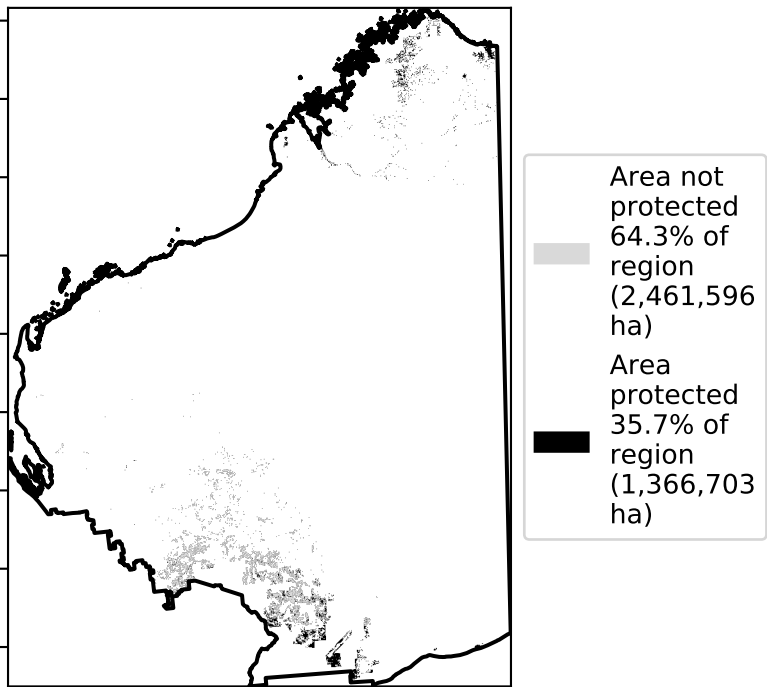 Area not
protected
64.3% of
region
(2,461,596
ha)
Area
protected
35.7% of
region
(1,366,703
ha)